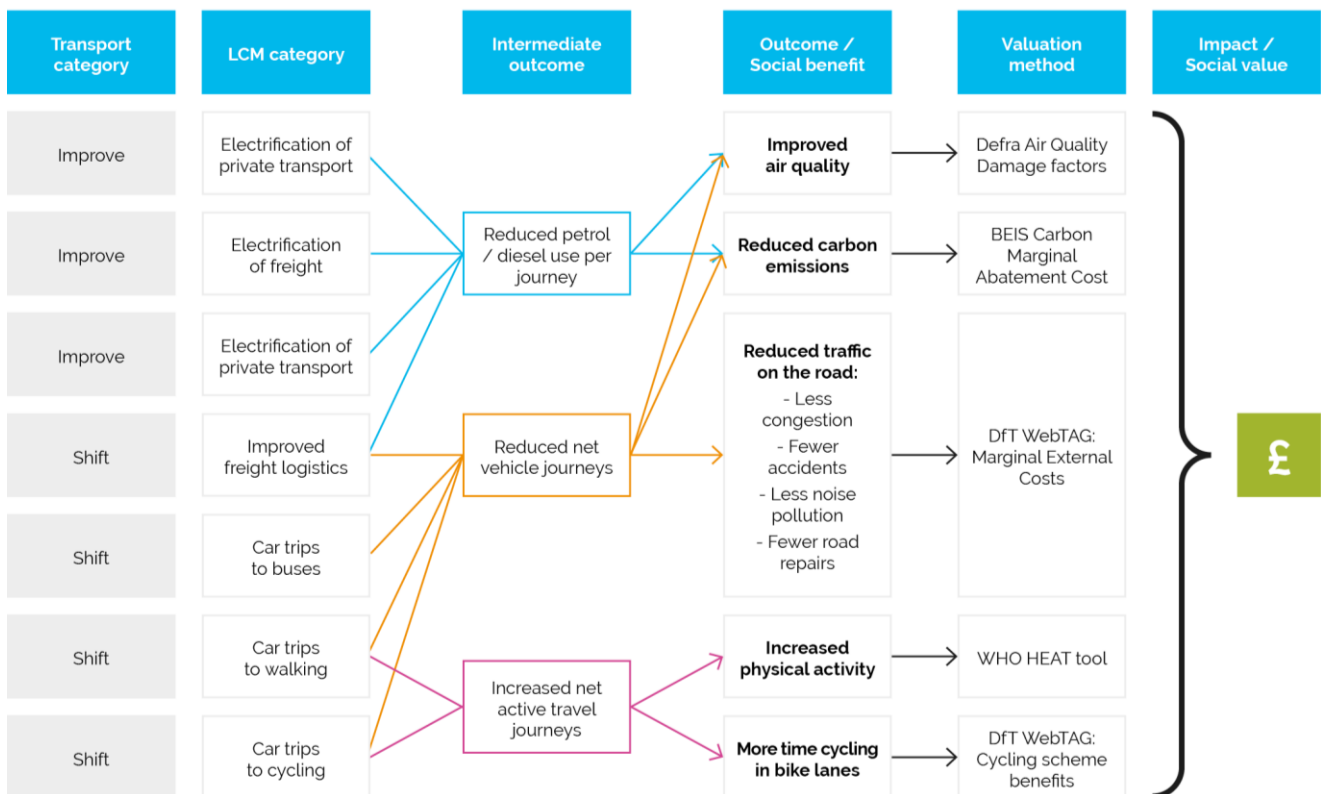 Transport
category
LCM category
Intermediate
outcome
Outcome /
Social benefit
Valuation
method
Impact /
Social value
Improve
Electrification of
private transport
Improved
air quality
Defra Air Quality
Damage factors
Improve
Electrification
of freight
Reduced petrol
/ diesel use per
journey
Reduced carbon
emissions
BEIS Carbon
Marginal
Abatement Cost
Improve
Electrification of
private transport
Reduced traffic
on the road:
- Less
congestion
- Fewer
accidents
- Less noise
pollution
- Fewer road
repairs
DfT WebTAG:
Marginal External
Costs
£
Shift
Improved
freight logistics
Reduced net
vehicle journeys
Shift
Car trips
to buses
Shift
Car trips
to walking
Increased net
active travel
journeys
Increased
physical activity
WHO HEAT tool
Shift
Car trips
to cycling
More time cycling
in bike lanes
DfT WebTAG:
Cycling scheme
benefits